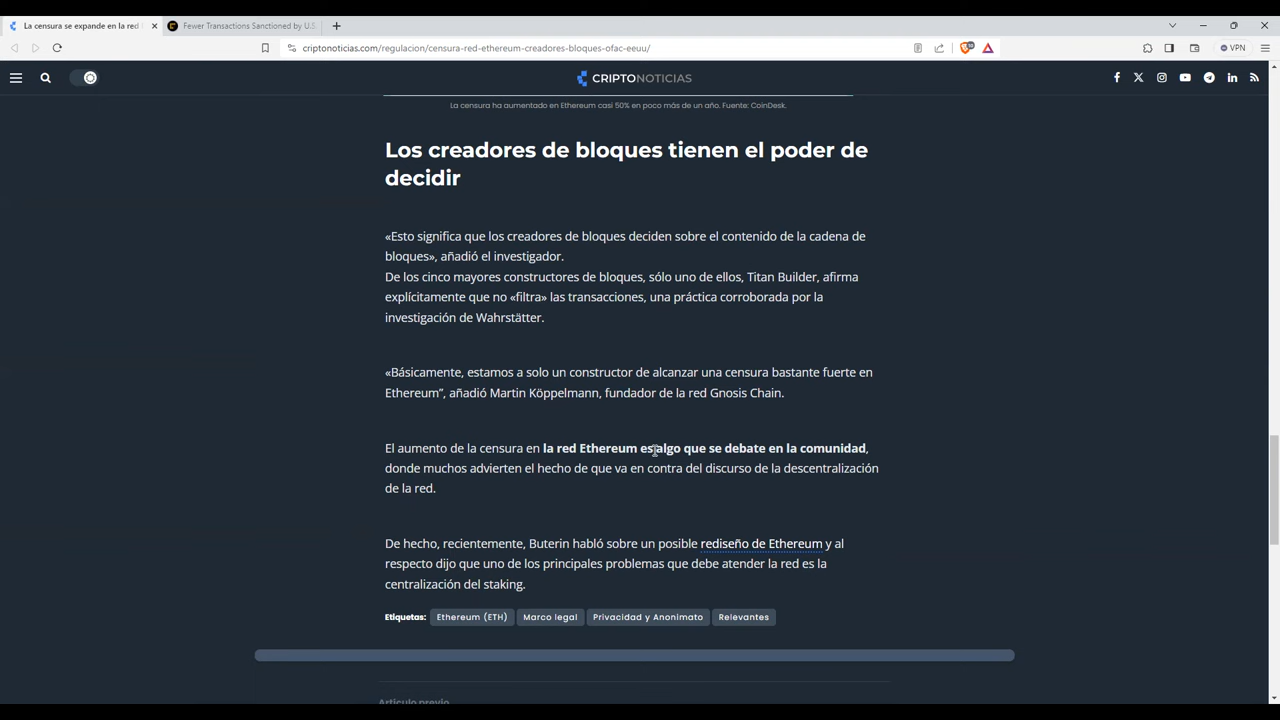 La censura se expande en la red
Fewer Transactions Sanctioned by U.S.
criptonoticias.com/regulacion/censura-red-ethereum-creadores-bloques-ofac-eeuu/
VPN
CRIPTONOTICIAS
La censura ha aumentado en Ethereum casi 50% en poco más de un año. Fuente: CoinDesk.
Los creadores de bloques tienen el poder de
decidir
«Esto significa que los creadores de bloques deciden sobre el contenido de la cadena de
bloques», añadió el investigador.
De los cinco mayores constructores de bloques, sólo uno de ellos, Titan Builder, afirma
explícitamente que no «filtra» las transacciones, una práctica corroborada por la
investigación de Wahrstätter.
«Básicamente, estamos a solo un constructor de alcanzar una censura bastante fuerte en
Ethereum”, añadió Martin Köppelmann, fundador de la red Gnosis Chain.
El aumento de la censura en la red Ethereum es algo que se debate en la comunidad,
donde muchos advierten el hecho de que va en contra del discurso de la descentralización
de la red.
De hecho, recientemente, Buterin habló sobre un posible rediseño de Ethereum y al
respecto dijo que uno de los principales problemas que debe atender la red es la
centralización del staking.
Etiquetas: Ethereum (ETH) Marco legal Privacidad y Anonimato Relevantes
Artículo previo